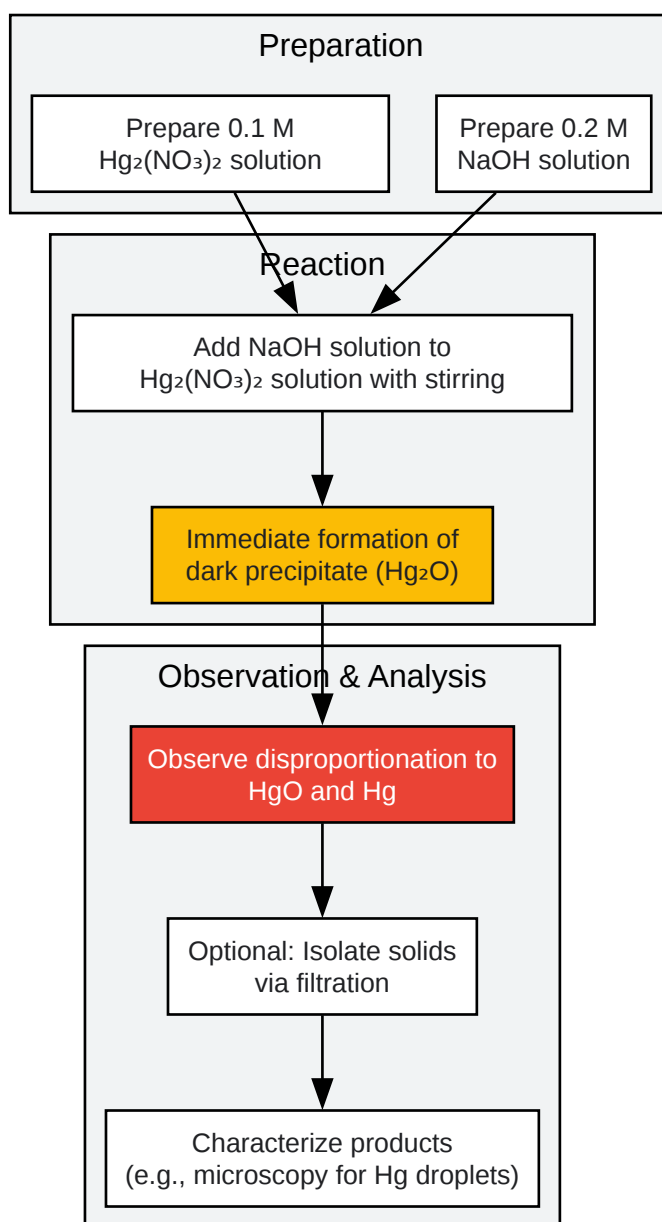 Preparation
Prepare 0.1 M
Hg₂(NO₃)₂ solution
Prepare 0.2 M
NaOH solution
Reaction
Add NaOH solution to
Hg₂(NO₃)₂ solution with stirring
Immediate formation of
dark precipitate (Hg₂O)
Observation & Analysis
Observe disproportionation to
HgO and Hg
Optional: Isolate solids
via filtration
Characterize products
(e.g., microscopy for Hg droplets)